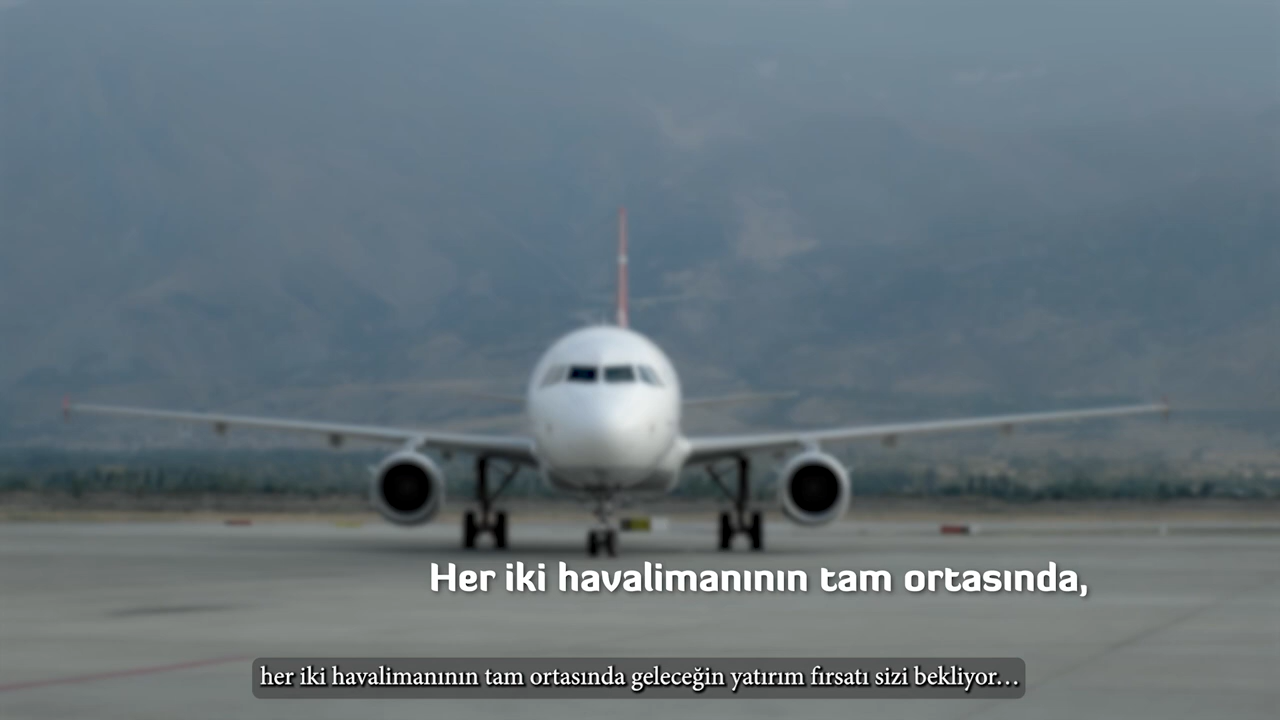 Her iki havalimanının tam ortasında,
her iki havalimanının tam ortasında geleceğin yatırım fırsatı sizi bekliyor...